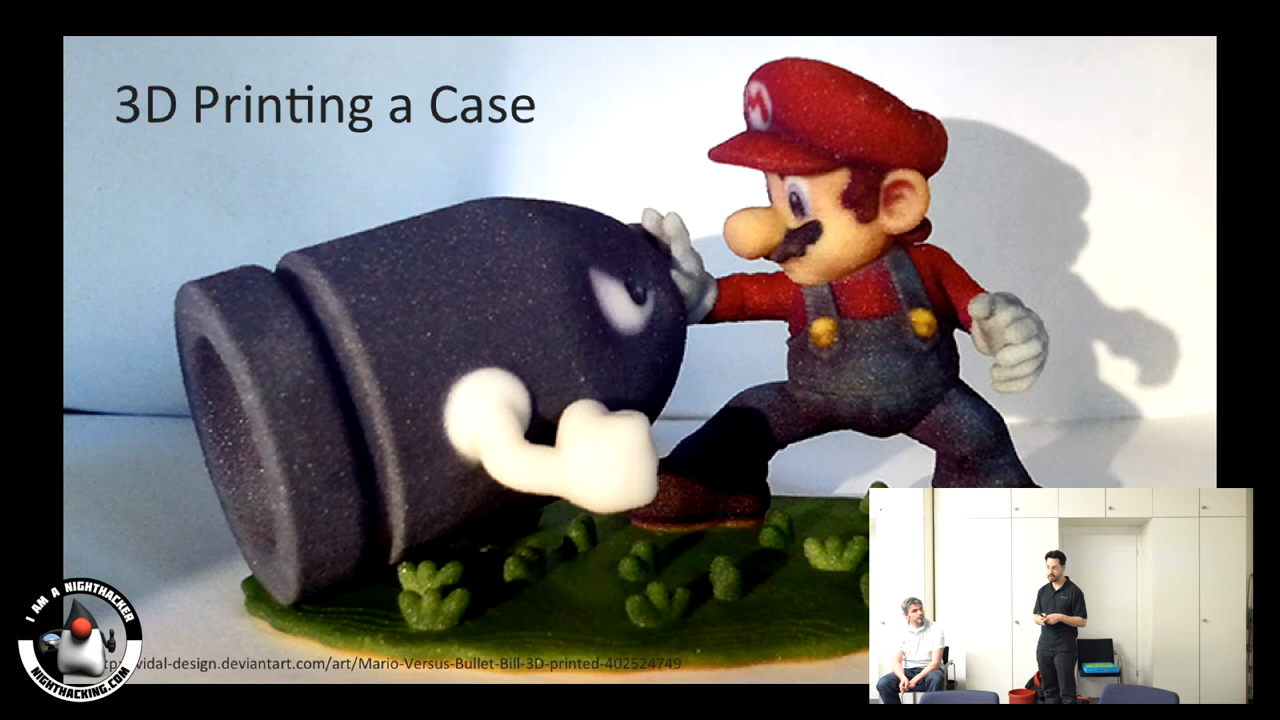 3D Printing a Case
M
vidal-design.deviantart.com/art/Mario-Versus-Bullet-Bill-3D-printed-402524749
I AM A NIGHTHACKER
NIGHTHACKING.COM